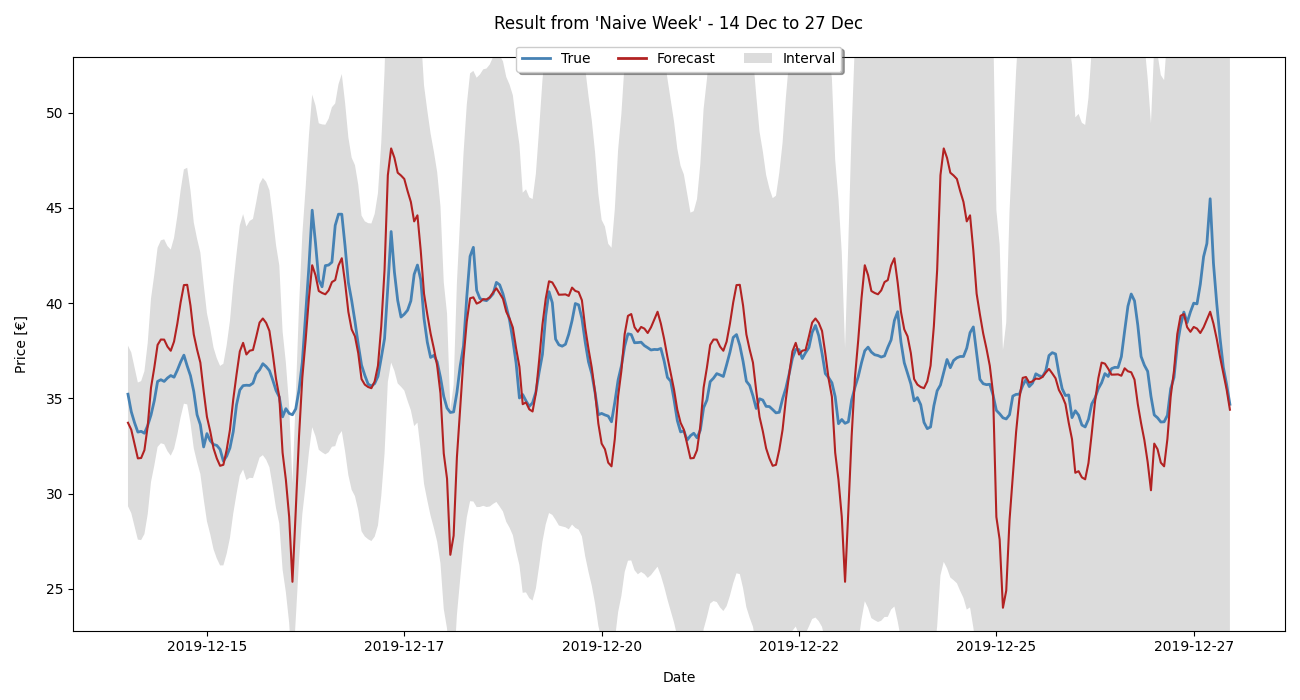 Result from 'Naive Week' - 14 Dec to 27 Dec
True Forecast Interval
50
45
40
35
30
25
Price [€]
2019-12-15 2019-12-17 2019-12-20 2019-12-22 2019-12-25 2019-12-27
Date